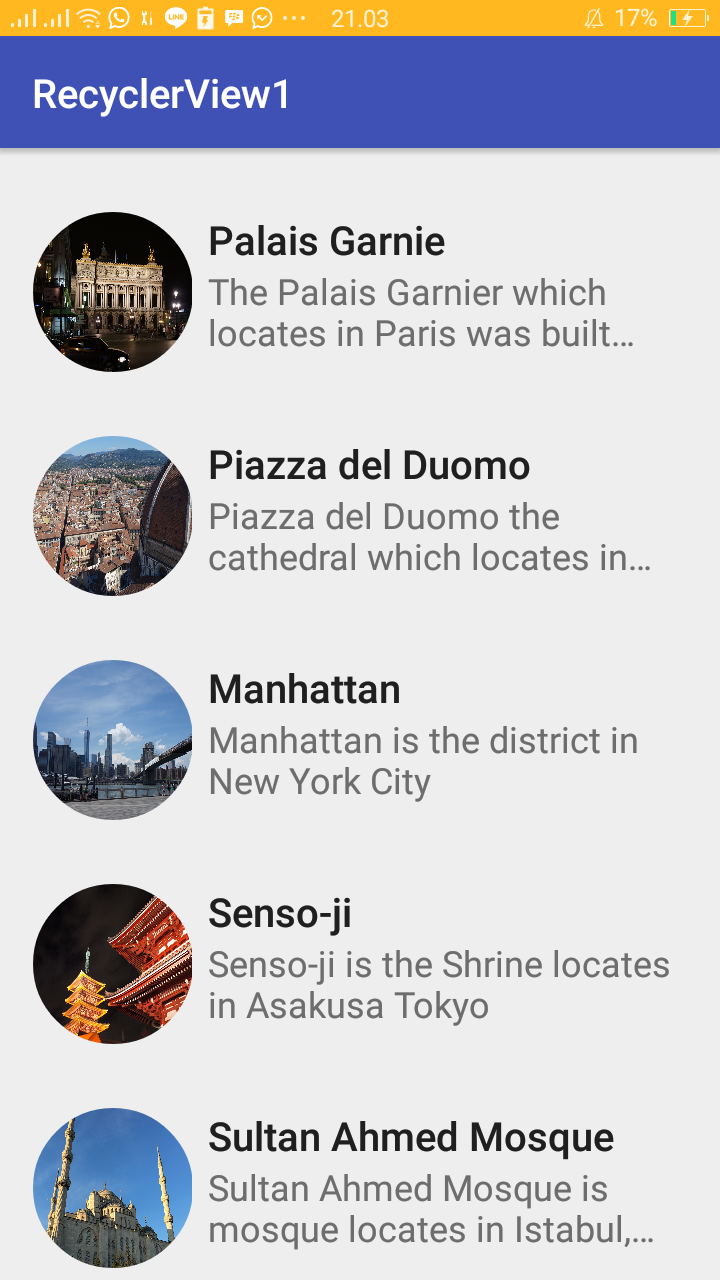 21.03
17%
RecyclerView1
Palais Garnie
The Palais Garnier which
locates in Paris was built…
Piazza del Duomo
Piazza del Duomo the
cathedral which locates in…
Manhattan
Manhattan is the district in
New York City
Senso-ji
Senso-ji is the Shrine locates
in Asakusa Tokyo
Sultan Ahmed Mosque
Sultan Ahmed Mosque is
mosque locates in Istabul,…